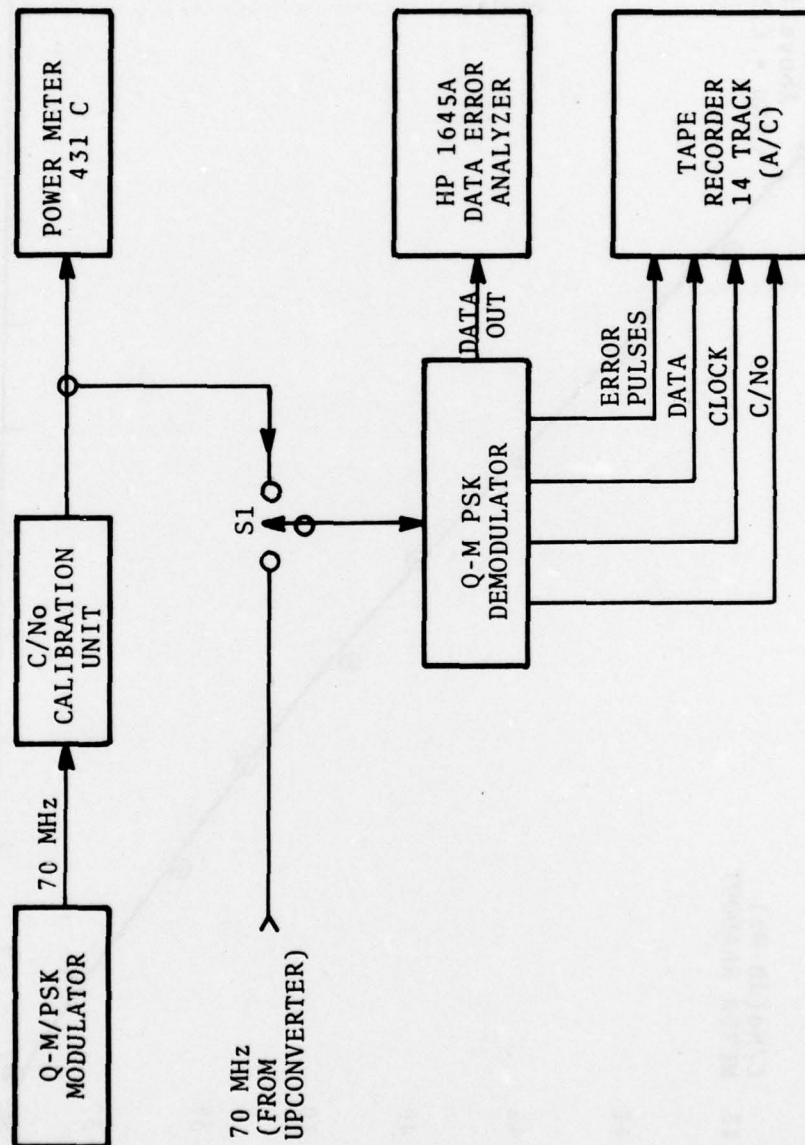 Q-M/PSK
MODULATOR
70 MHz
C/No
CALIBRATION
UNIT
POWER METER
431 C
70 MHz
(FROM
UPCONVERTER)
S1
Q-M PSK
DEMODULATOR
DATA
OUT
HP 1645A
DATA ERROR
ANALYZER
ERROR
PULSES
DATA
CLOCK
C/No
TAPE
RECORDER
14 TRACK
(A/C)